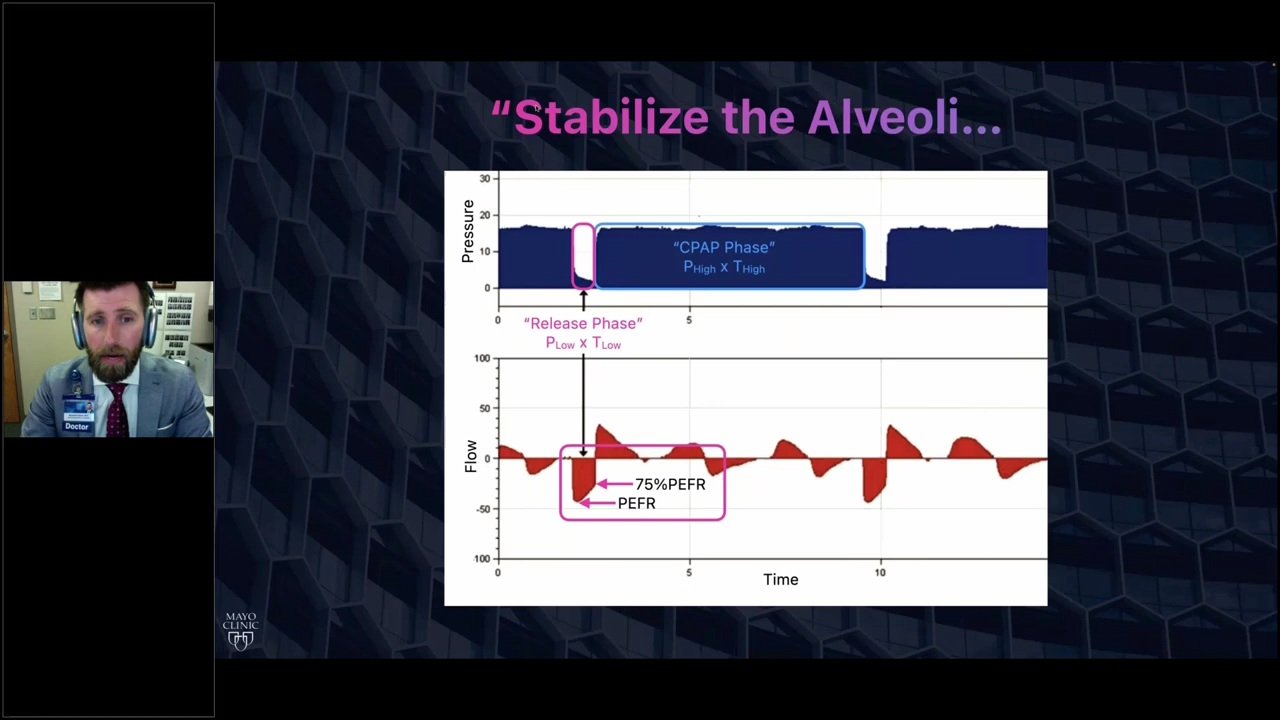 “Stabilize the Alveoli...
Pressure
30
20
10
0
“CPAP Phase”
PHigh x THigh
0
5
“Release Phase”
PLow x TLow
Flow
100
50
0
-50
100
75%PEFR
PEFR
0
5
10
Time
MAYO
CLINIC
Doctor